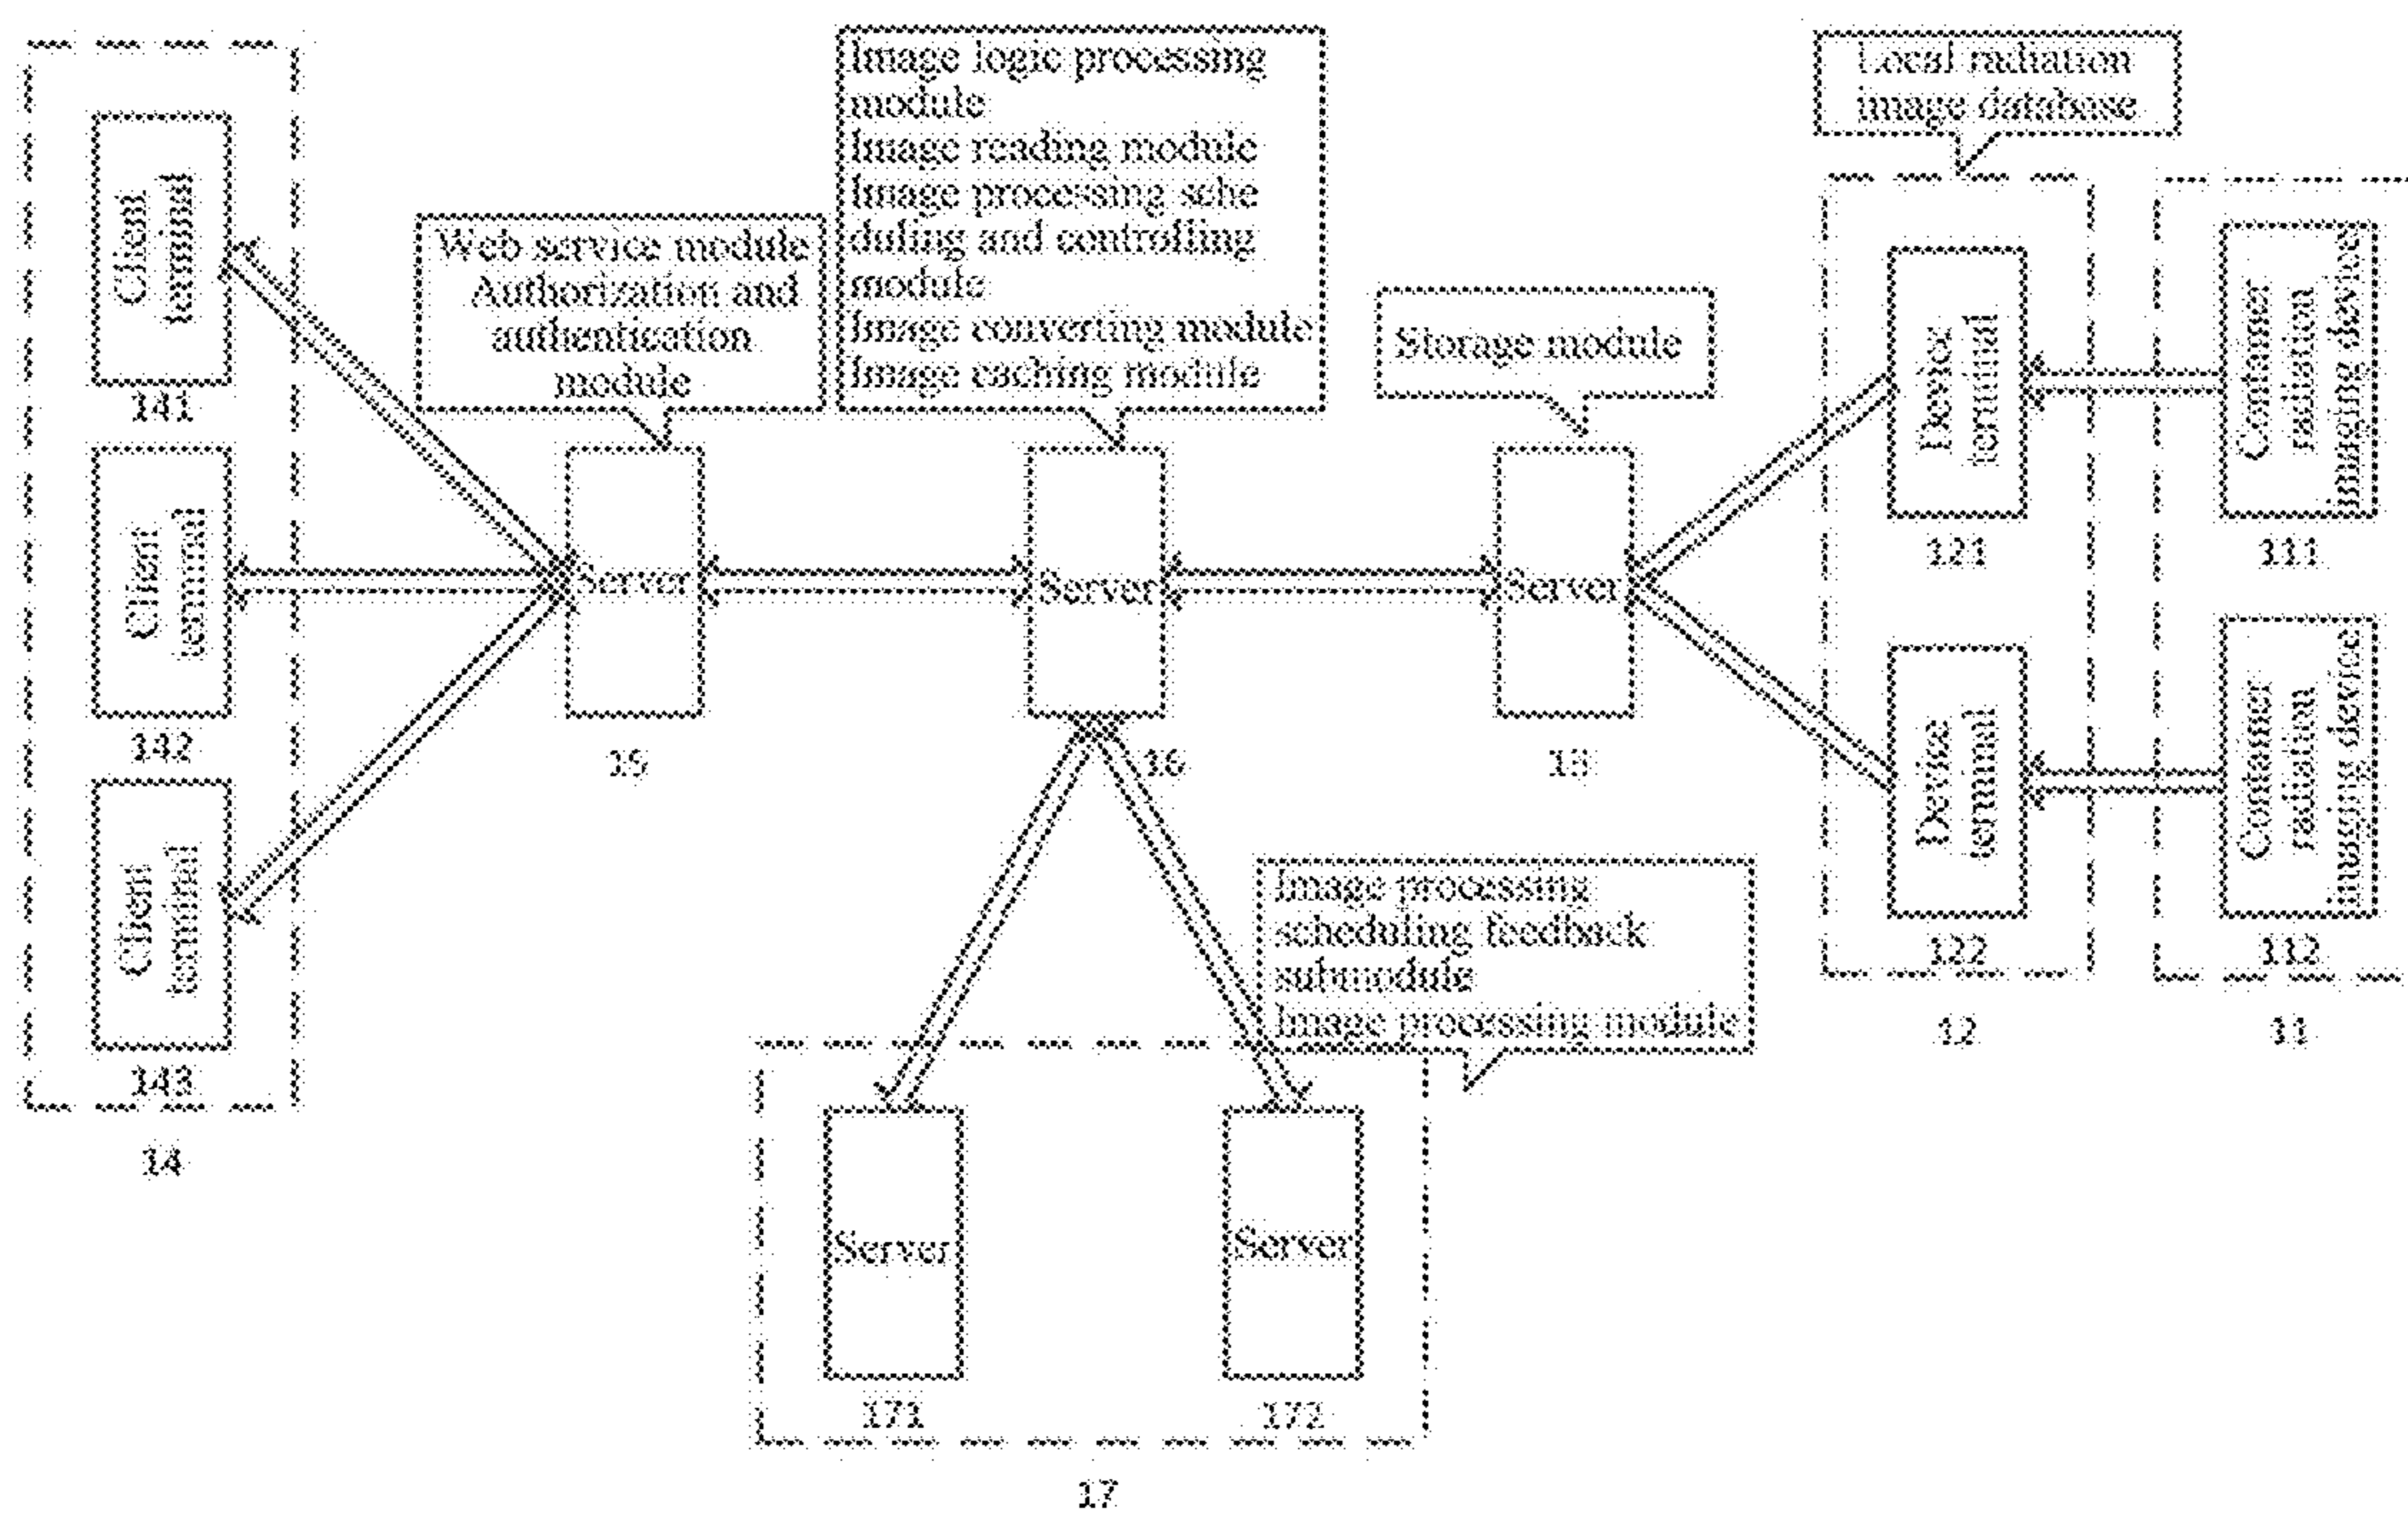 Image logic processing
module
Image reading module
Image processing sche
duling and controlling
module
Image converting module
Image caching module
Local radiation
image database
Web service module
Authorization and
authentication
module
Storage module
Client
terminal
141
Client
terminal
142
Client
terminal
143
14
Server
15
Server
16
Server
13
Device
terminal
121
Device
terminal
122
12
Container
radiation
imaging device
111
Container
radiation
imaging device
112
11
Image processing
scheduling feedback
submodule
Image processing module
Server
171
Server
172
17